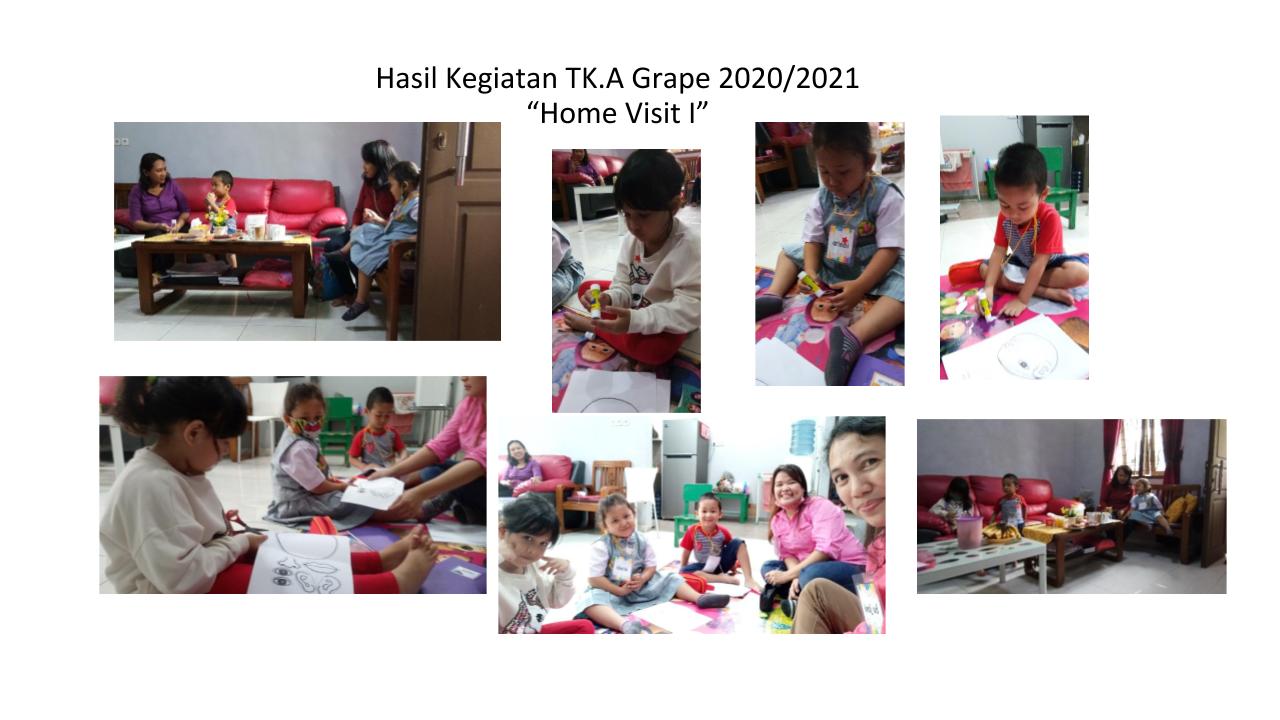 Hasil Kegiatan TK.A Grape 2020/2021
“Home Visit I”